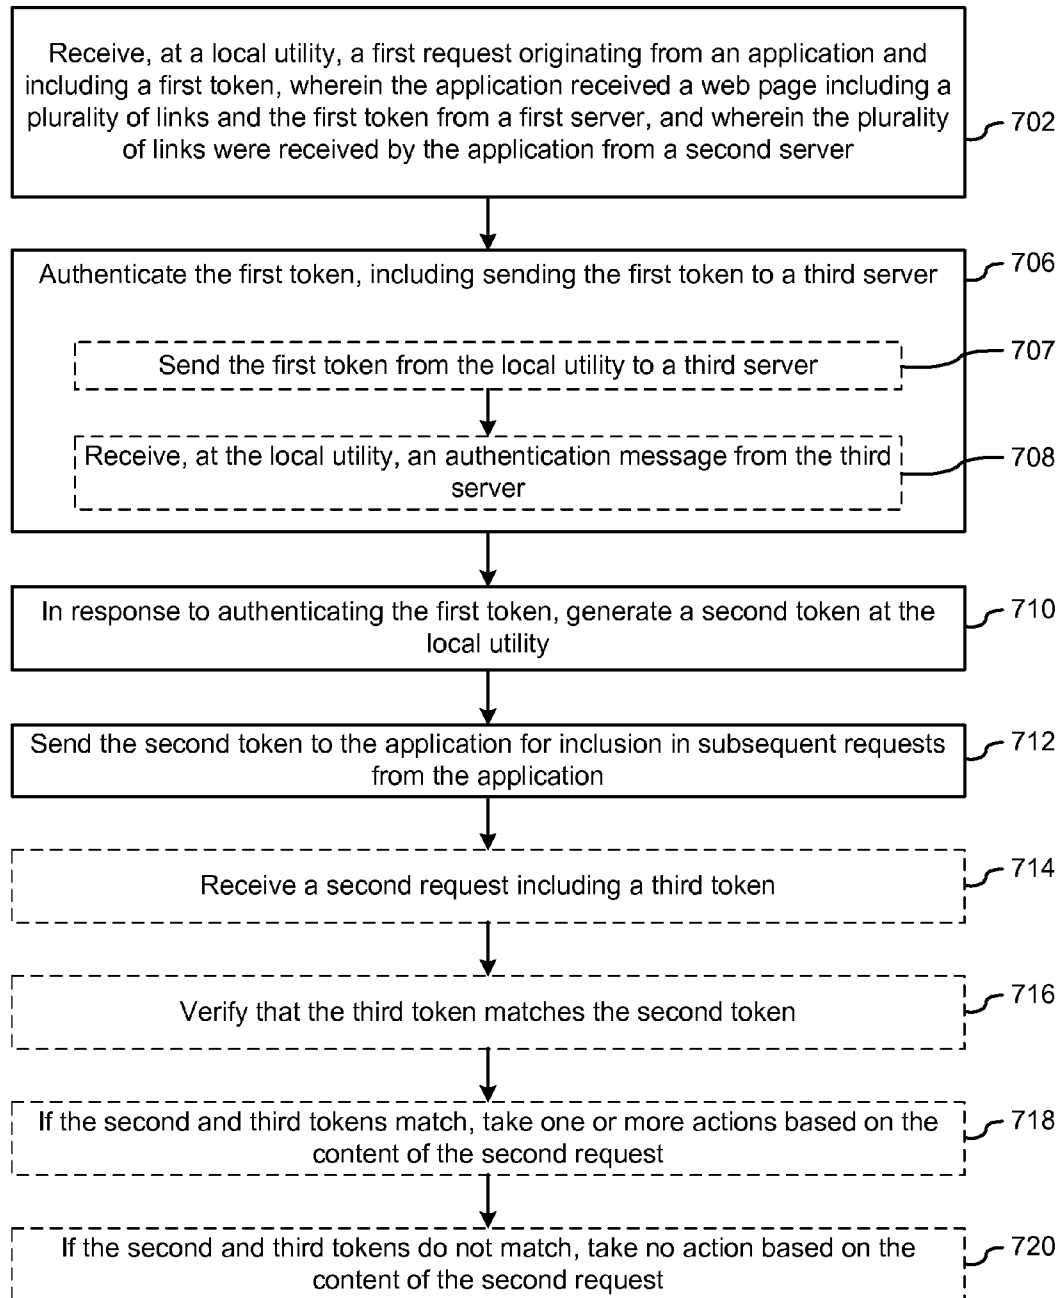 Receive, at a local utility, a first request originating from an application and
including a first token, wherein the application received a web page including a
plurality of links and the first token from a first server, and wherein the plurality
of links were received by the application from a second server
702
Authenticate the first token, including sending the first token to a third server
706
Send the first token from the local utility to a third server
707
Receive, at the local utility, an authentication message from the third
server
708
In response to authenticating the first token, generate a second token at the
local utility
710
Send the second token to the application for inclusion in subsequent requests
from the application
712
Receive a second request including a third token
714
Verify that the third token matches the second token
716
If the second and third tokens match, take one or more actions based on the
content of the second request
718
If the second and third tokens do not match, take no action based on the
content of the second request
720